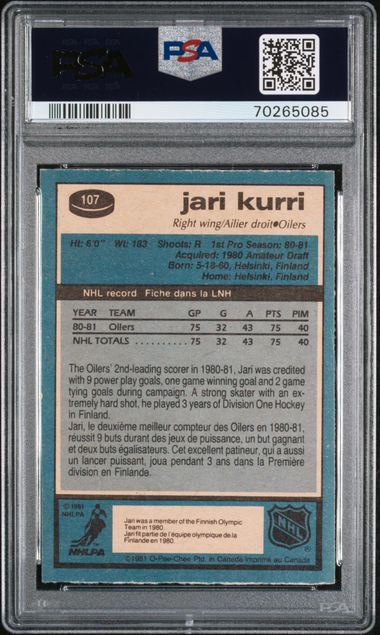 PSA
PSA
70265085
107
jari kurri
Right wing/Ailier droit•Oilers
Ht: 6'0" Wt: 183 Shoots: R 1st Pro Season: 80-81
Acquired: 1980 Amateur Draft
Born: 5-18-60, Helsinki, Finland
Home: Helsinki, Finland
NHL record Fiche dans la LNH
YEAR TEAM GP G A PTS PIM
80-81 Oilers 75 32 43 75 40
NHL TOTALS .......... 75 32 43 75 40
The Oilers' 2nd-leading scorer in 1980-81, Jari was credited
with 9 power play goals, one game winning goal and 2 game
tying goals during campaign. A strong skater with an ex-
tremely hard shot, he played 3 years of Division One Hockey
in Finland.
Jari, le deuxième meilleur compteur des Oilers en 1980-81,
réussit 9 buts durant des jeux de puissance, un but gagnant
et deux buts égalisateurs. Cet excellent patineur, qui a aussi
un lancer puissant, joua pendant 3 ans dans la Première
division en Finlande.
© 1981
NHLPA
NHLPA
Jari was a member of the Finnish Olympic
Team in 1980.
Jari fit partie de l'équipe olympique de la
Finlande en 1980
NHL
©1981 O-Pee-Chee Ptd. in Canada Imprimé au Canada
PSA